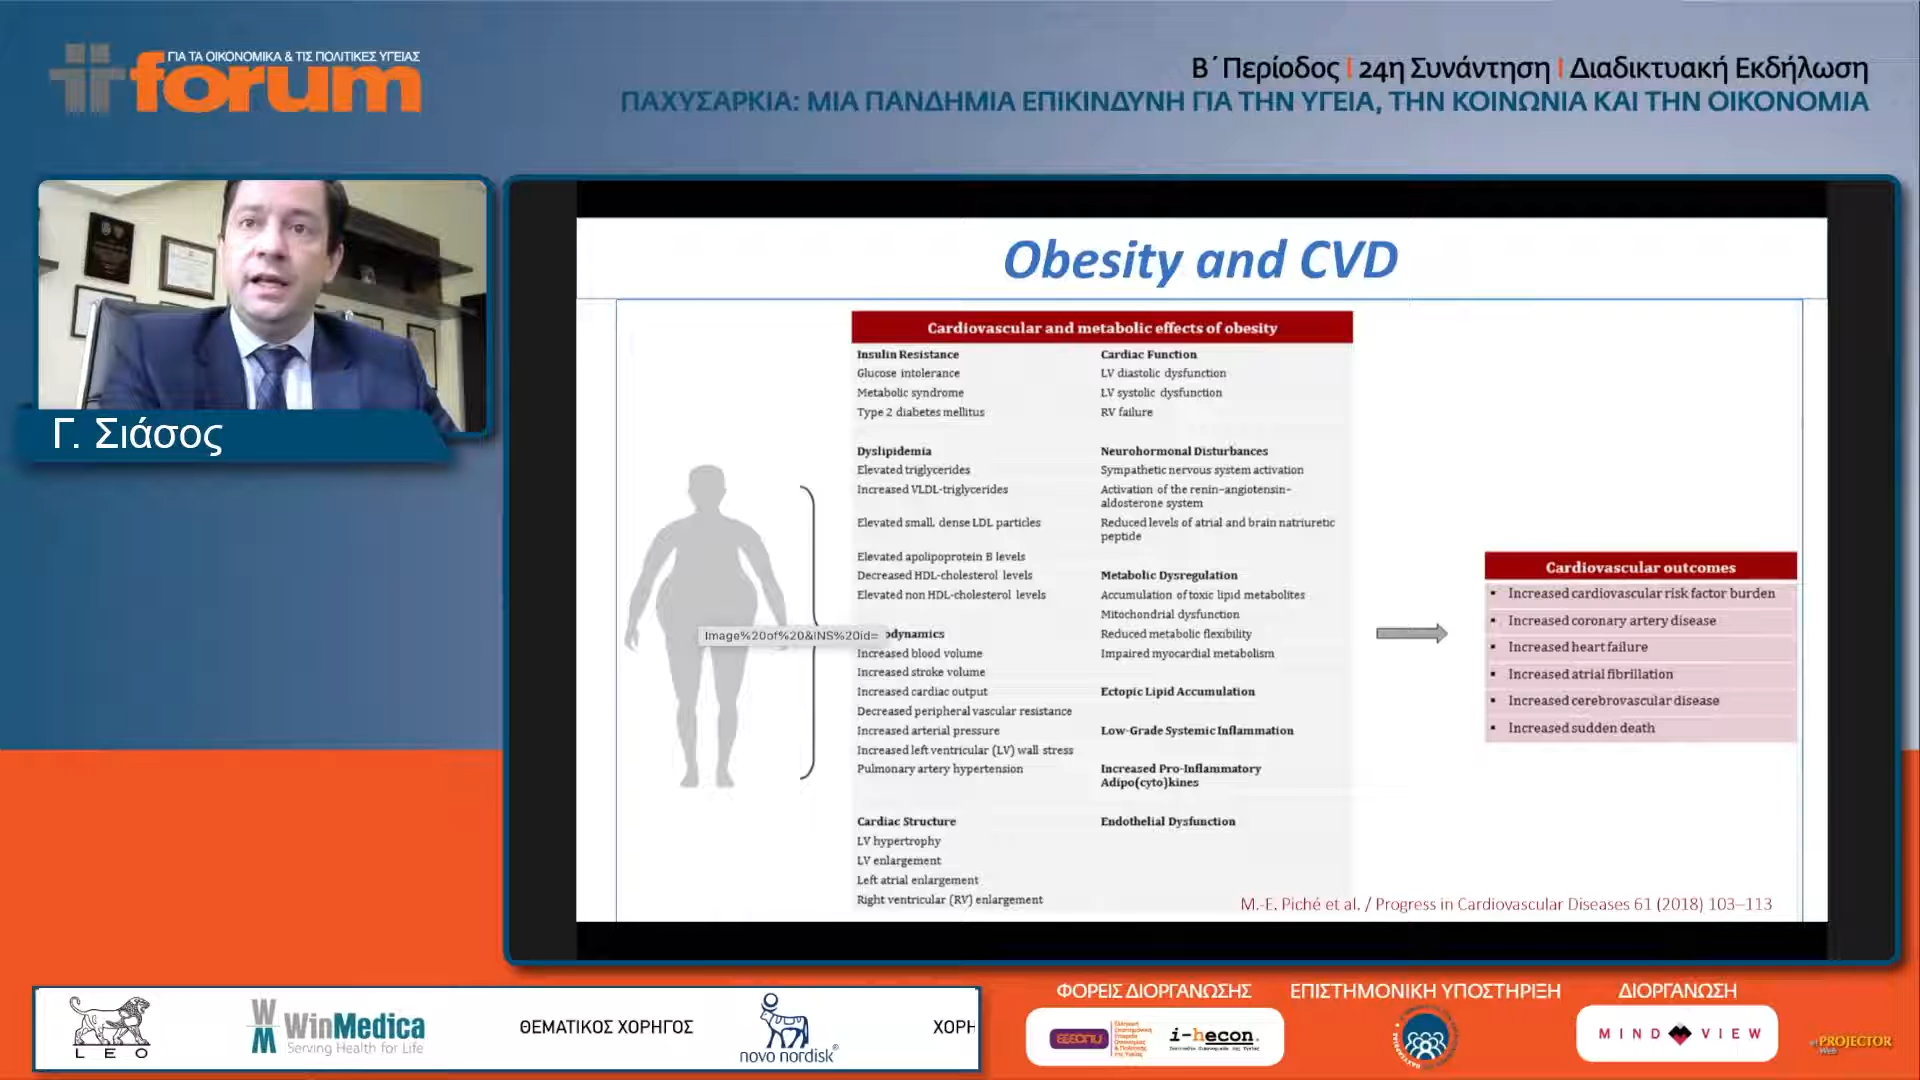 ΓΙΑ ΤΑ ΟΙΚΟΝΟΜΙΚΑ & ΤΙΣ ΠΟΛΙΤΙΚΕΣ ΥΓΕΙΑΣ
forum
Β΄ Περίοδος | 24η Συνάντηση | Διαδικτυακή Εκδήλωση
ΠΑΧΥΣΑΡΚΙΑ: ΜΙΑ ΠΑΝΔΗΜΙΑ ΕΠΙΚΙΝΔΥΝΗ ΓΙΑ ΤΗΝ ΥΓΕΙΑ, ΤΗΝ ΚΟΙΝΩΝΙΑ ΚΑΙ ΤΗΝ ΟΙΚΟΝΟΜΙΑ
Γ. Σιάσος
Obesity and CVD
Cardiovascular and metabolic effects of obesity
Insulin Resistance
Glucose intolerance
Metabolic syndrome
Type 2 diabetes mellitus
Dyslipidemia
Elevated triglycerides
Increased VLDL-triglycerides
Elevated small, dense LDL particles
Elevated apolipoprotein B levels
Decreased HDL-cholesterol levels
Elevated non HDL-cholesterol levels
Image%20of%20&INS%20id=
odynamics
Increased blood volume
Increased stroke volume
Increased cardiac output
Decreased peripheral vascular resistance
Increased arterial pressure
Increased left ventricular (LV) wall stress
Pulmonary artery hypertension
Cardiac Structure
LV hypertrophy
LV enlargement
Left atrial enlargement
Right ventricular (RV) enlargement
Cardiac Function
LV diastolic dysfunction
LV systolic dysfunction
RV failure
Neurohormonal Disturbances
Sympathetic nervous system activation
Activation of the renin–angiotensin–
aldosterone system
Reduced levels of atrial and brain natriuretic
peptide
Metabolic Dysregulation
Accumulation of toxic lipid metabolites
Mitochondrial dysfunction
Reduced metabolic flexibility
Impaired myocardial metabolism
Ectopic Lipid Accumulation
Low-Grade Systemic Inflammation
Increased Pro-Inflammatory
Adipo(cyto)kines
Endothelial Dysfunction
Cardiovascular outcomes
▪ Increased cardiovascular risk factor burden
▪ Increased coronary artery disease
▪ Increased heart failure
▪ Increased atrial fibrillation
▪ Increased cerebrovascular disease
▪ Increased sudden death
M.-E. Piché et al. / Progress in Cardiovascular Diseases 61 (2018) 103–113
LEO
WM WinMedica
Serving Health for Life
ΘΕΜΑΤΙΚΟΣ ΧΟΡΗΓΟΣ
novo nordisk®
ΧΟΡΗ
ΦΟΡΕΙΣ ΔΙΟΡΓΑΝΩΣΗΣ
i-hecon.
ΕΠΙΣΤΗΜΟΝΙΚΗ ΥΠΟΣΤΗΡΙΞΗ
ΔΙΟΡΓΑΝΩΣΗ
MIND VIEW
PROJECTOR
Web